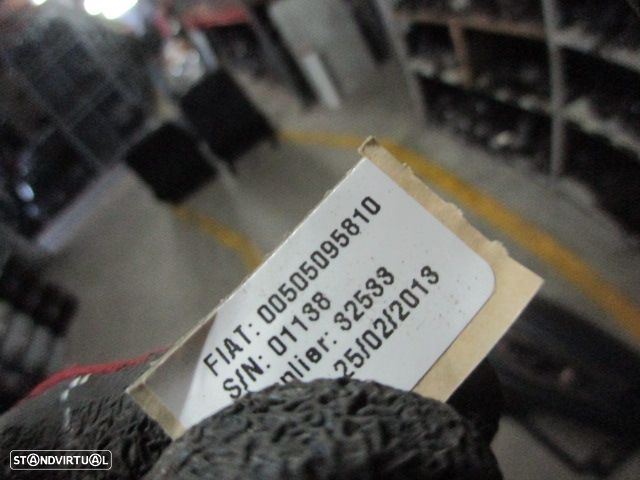 FIAT: 00505095810
S/N: 01138
plier: 32533
25/02/2013
STANDVIRTUAL